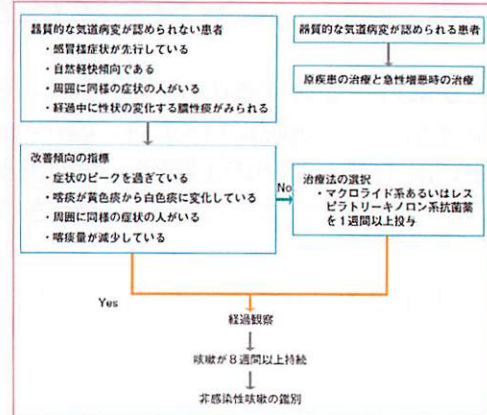 器質的な気道病変が認められない患者
・感冒様症状が先行している
・自然軽快傾向である
・周囲に同様の症状の人がいる
・経過中に性状の変化する膿性痰がみられる
器質的な気道病変が認められる患者
原疾患の治療と急性増悪時の治療
改善傾向の指標
・症状のピークを過ぎている
・喀痰が黄色痰から白色痰に変化している
・周囲に同様の症状の人がいる
・喀痰量が減少している
No
治療法の選択
・マクロライド系あるいはレス
ピラトリーキノロン系抗菌薬
を1週間以上投与
Yes
経過観察
咳嗽が8週間以上持続
非感染性咳嗽の鑑別